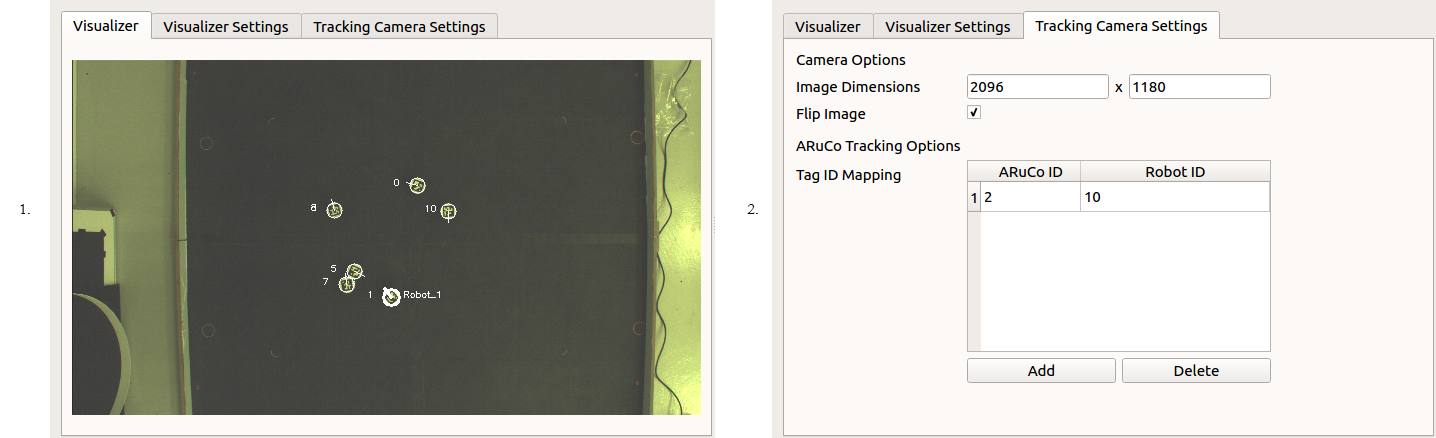 1.
Visualizer Visualizer Settings Tracking Camera Settings
0
8 10
5
7
1 Robot_1
2.
Visualizer Visualizer Settings Tracking Camera Settings
Camera Options
Image Dimensions 2096 x 1180
Flip Image
ARuCo Tracking Options
Tag ID Mapping ARuCo ID Robot ID
1 2 10
Add Delete